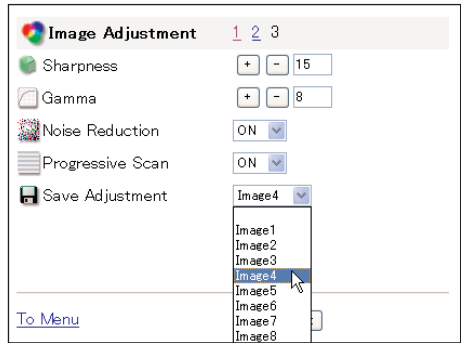 Image Adjustment 1 2 3
Sharpness + - 15
Gamma + - 8
Noise Reduction ON
Progressive Scan ON
Save Adjustment Image4
Image1
Image2
Image3
Image4
Image5
Image6
To Menu Image7
Image8